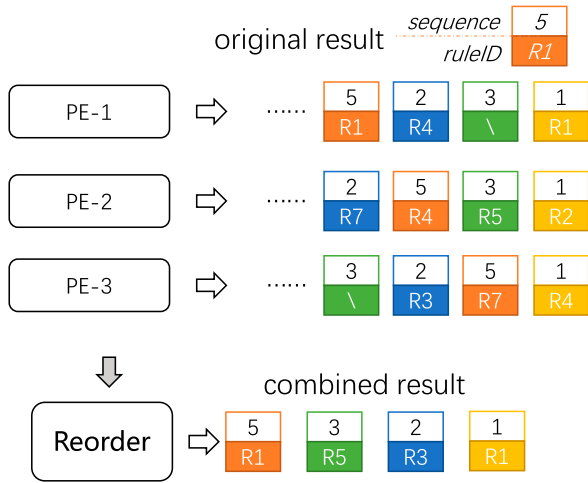 original result
sequence 5
ruleID R1
PE-1 ...... 5 2 3 1
R1 R4 \ R1
PE-2 ...... 2 5 3 1
R7 R4 R5 R2
PE-3 ...... 3 2 5 1
\ R3 R7 R4
combined result
Reorder 5 3 2 1
R1 R5 R3 R1